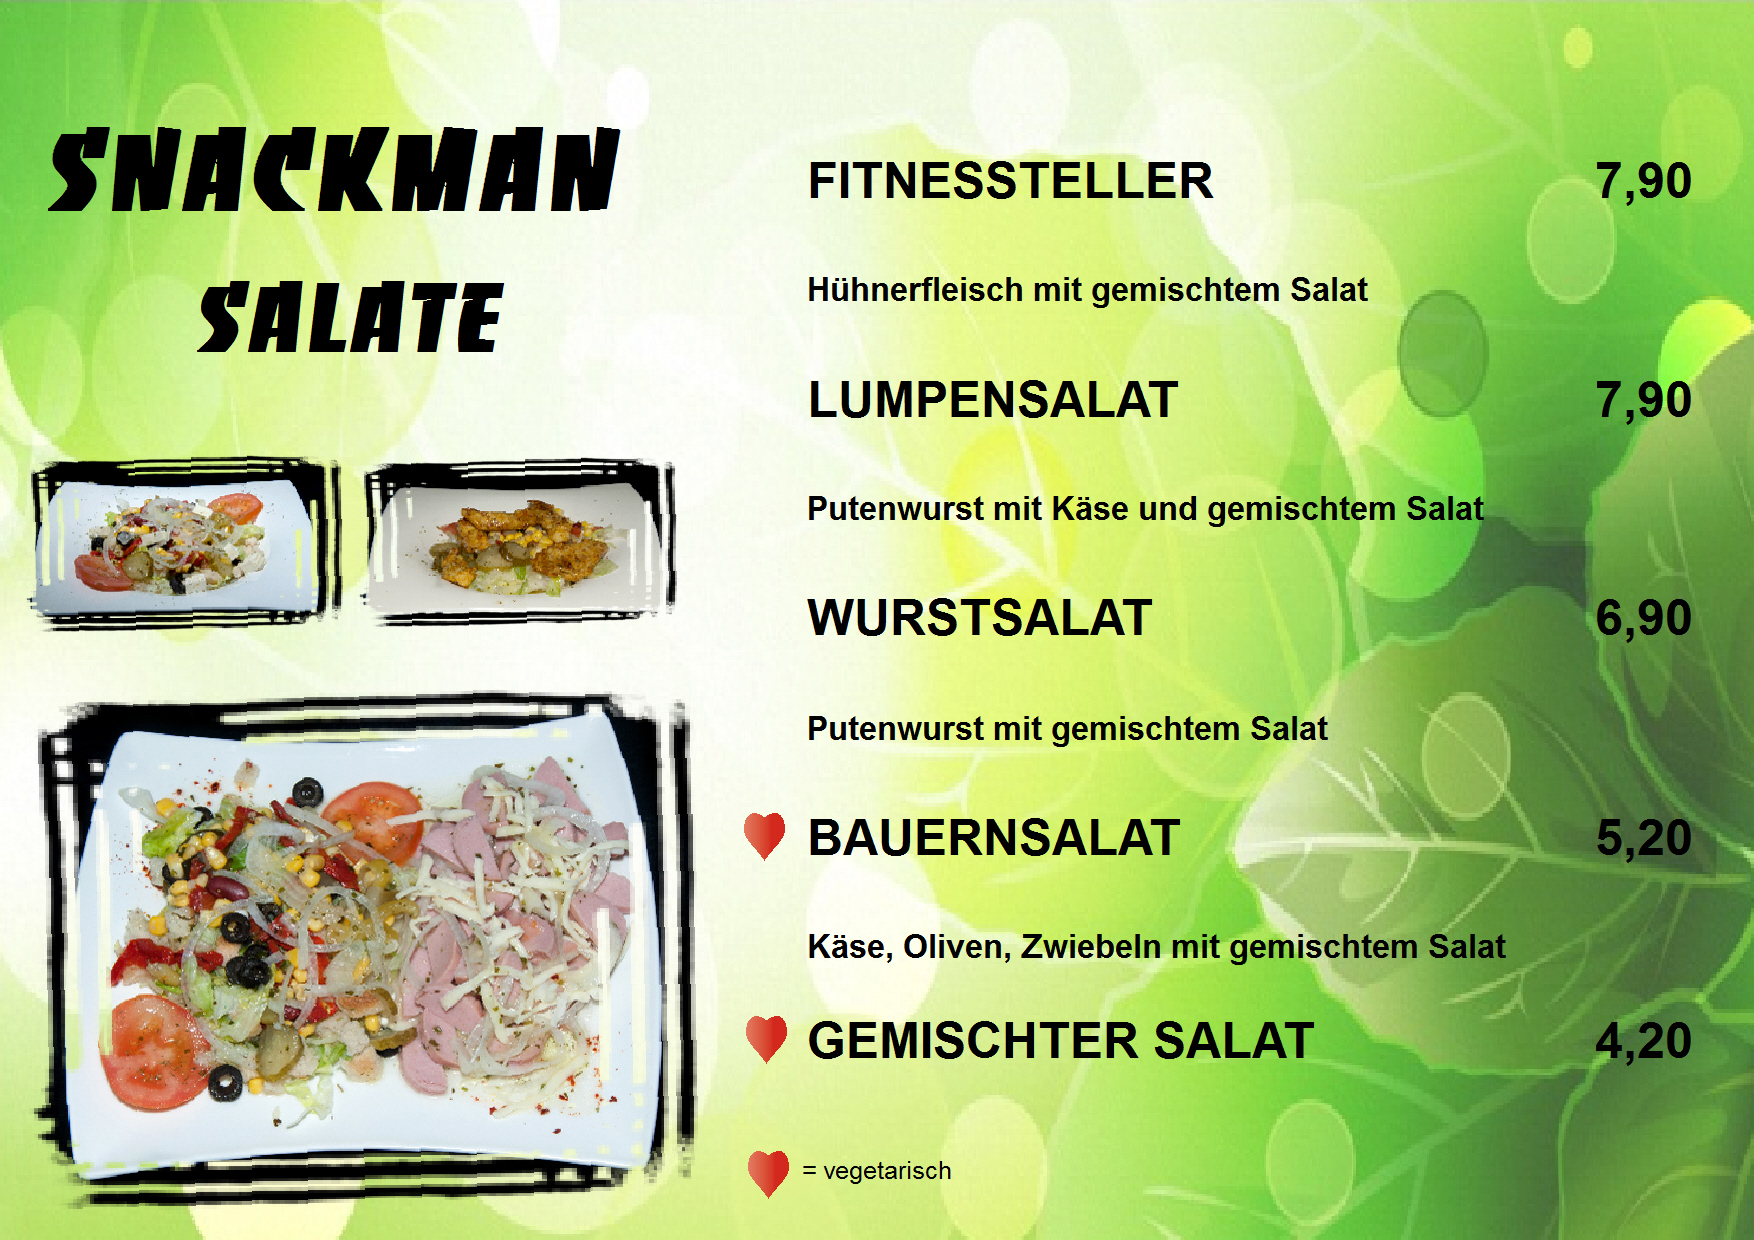 SNACKMAN
SALATE
FITNESSTELLER 7,90
Hühnerfleisch mit gemischtem Salat
LUMPENSALAT 7,90
Putenwurst mit Käse und gemischtem Salat
WURSTSALAT 6,90
Putenwurst mit gemischtem Salat
BAUERNSALAT 5,20
Käse, Oliven, Zwiebeln mit gemischtem Salat
GEMISCHTER SALAT 4,20
= vegetarisch